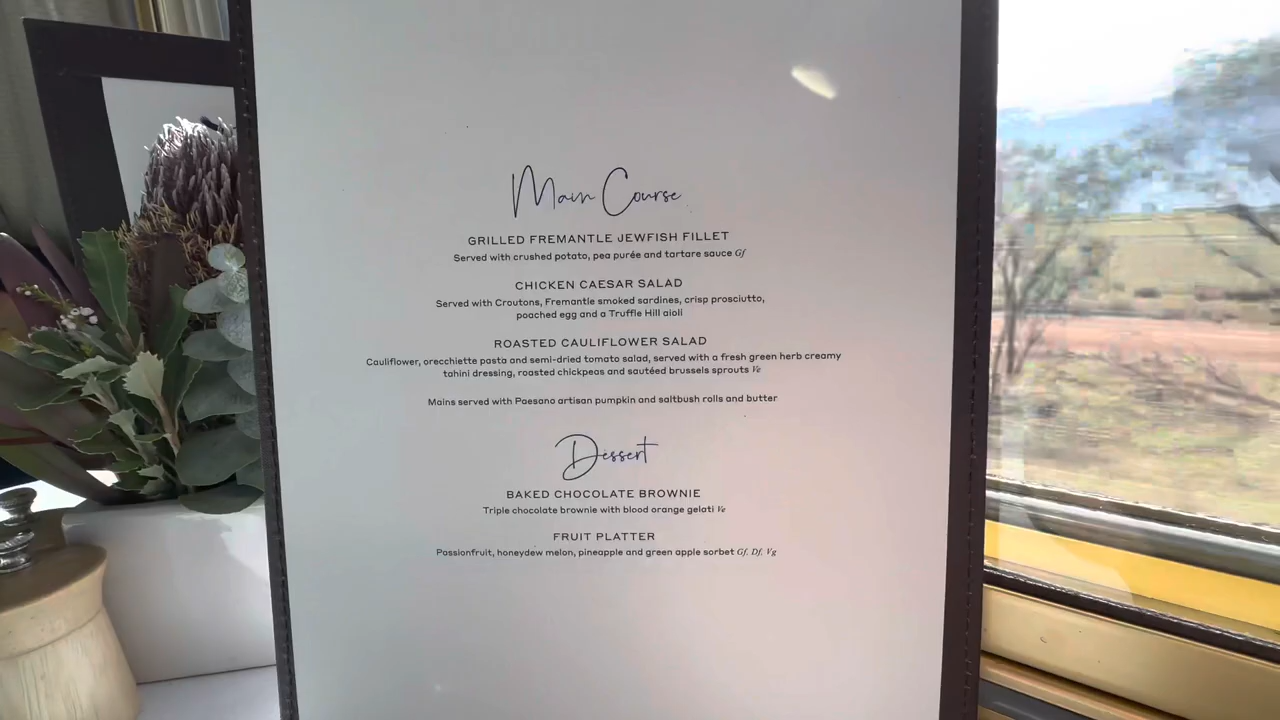 Main Course
GRILLED FREMANTLE JEWFISH FILLET
Served with crushed potato, pea purée and tartare sauce Gf
CHICKEN CAESAR SALAD
Served with Croutons, Fremantle smoked sardines, crisp prosciutto,
poached egg and a Truffle Hill aioli
ROASTED CAULIFLOWER SALAD
Cauliflower, orecchiette pasta and semi-dried tomato salad, served with a fresh green herb creamy
tahini dressing, roasted chickpeas and sautéed brussels sprouts Ve
Mains served with Paesano artisan pumpkin and saltbush rolls and butter
Dessert
BAKED CHOCOLATE BROWNIE
Triple chocolate brownie with blood orange gelati Ve
FRUIT PLATTER
Passionfruit, honeydew melon, pineapple and green apple sorbet Gf. Df. Vg